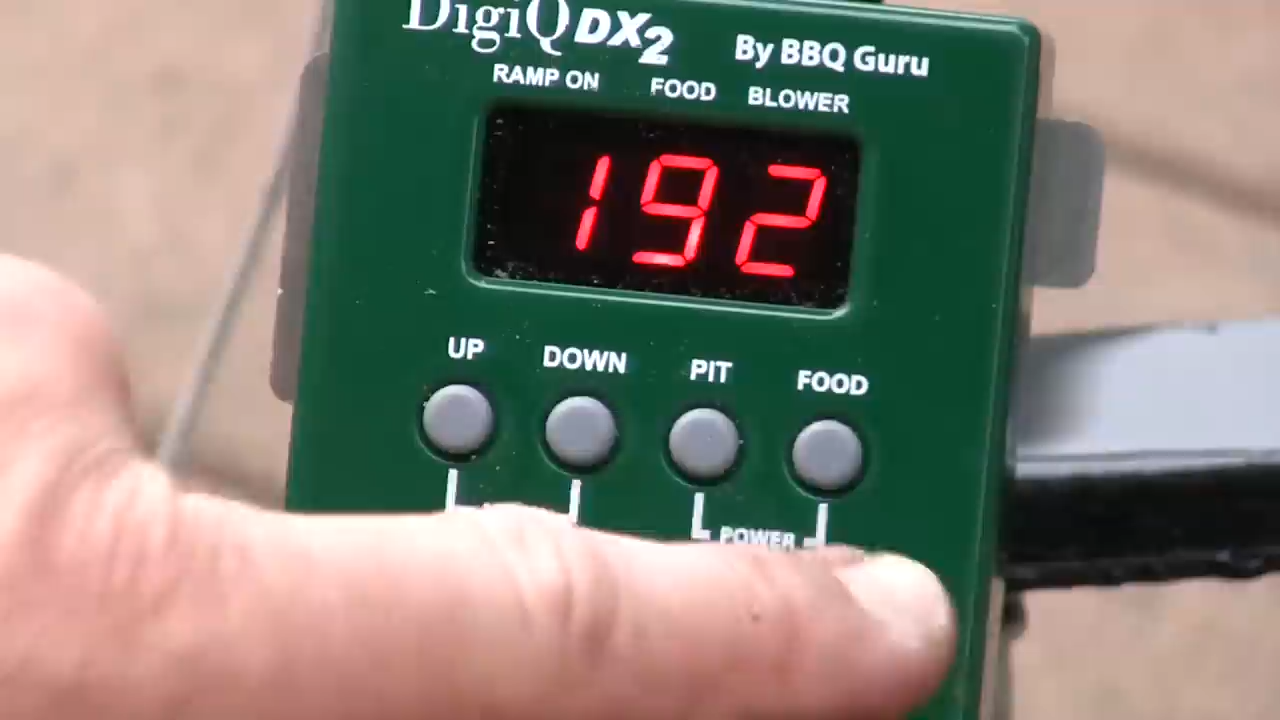 DigiQ DX2 By BBQ Guru
RAMP ON FOOD BLOWER
192
UP DOWN PIT FOOD
POWER